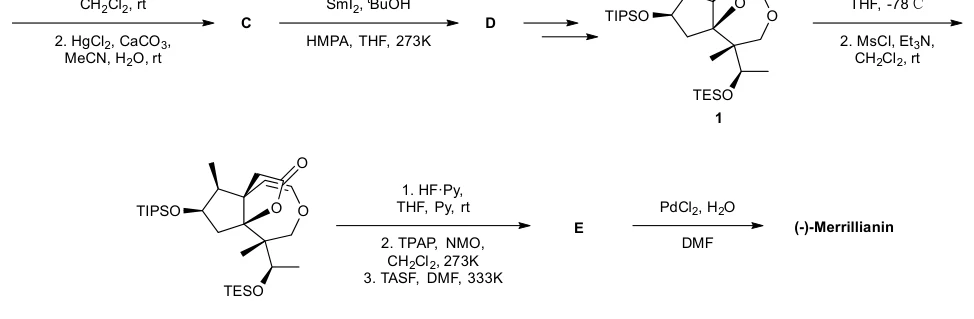 CH2Cl2, rt
2. HgCl2, CaCO3,
MeCN, H2O, rt
C
SmI2, tBuOH
HMPA, THF, 273K
D
TIPSO
O
O
TESO
1
THF, -78℃
2. MsCl, Et3N,
CH2Cl2, rt
O
O
O
TIPSO
TESO
1. HF·Py,
THF, Py, rt
2. TPAP, NMO,
CH2Cl2, 273K
3. TASF, DMF, 333K
E
PdCl2, H2O
DMF
(-)-Merrillianin